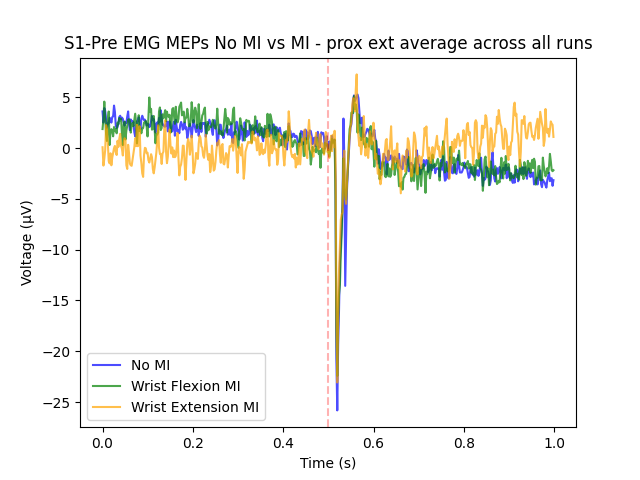 S1-Pre EMG MEPs No MI vs MI - prox ext average across all runs
5
0
−5
−10
−15
−20
−25
Voltage (μV)
No MI
Wrist Flexion MI
Wrist Extension MI
0.0 0.2 0.4 0.6 0.8 1.0
Time (s)